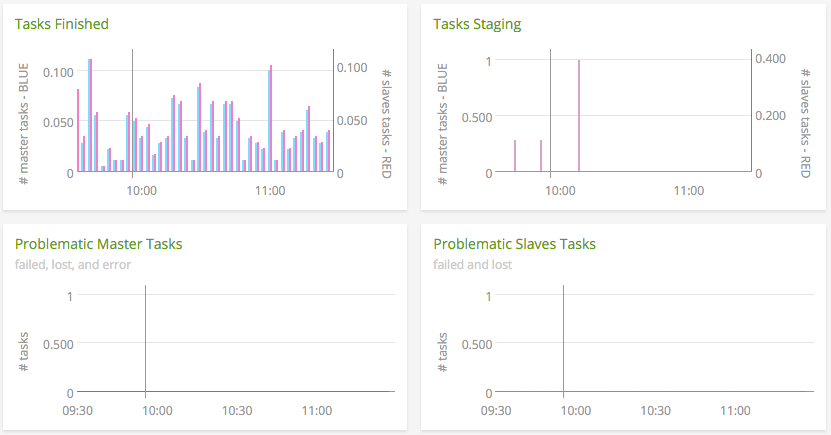 Tasks Finished
# master tasks - BLUE
0.100
0.050
0
0.100
0.050
0
# slaves tasks - RED
10:00
11:00
Tasks Staging
# master tasks - BLUE
1
0.500
0
0.400
0.200
0
# slaves tasks - RED
10:00
11:00
Problematic Master Tasks
failed, lost, and error
# tasks
1
0.500
0
09:30
10:00
10:30
11:00
Problematic Slaves Tasks
failed and lost
# tasks
1
0.500
0
09:30
10:00
10:30
11:00